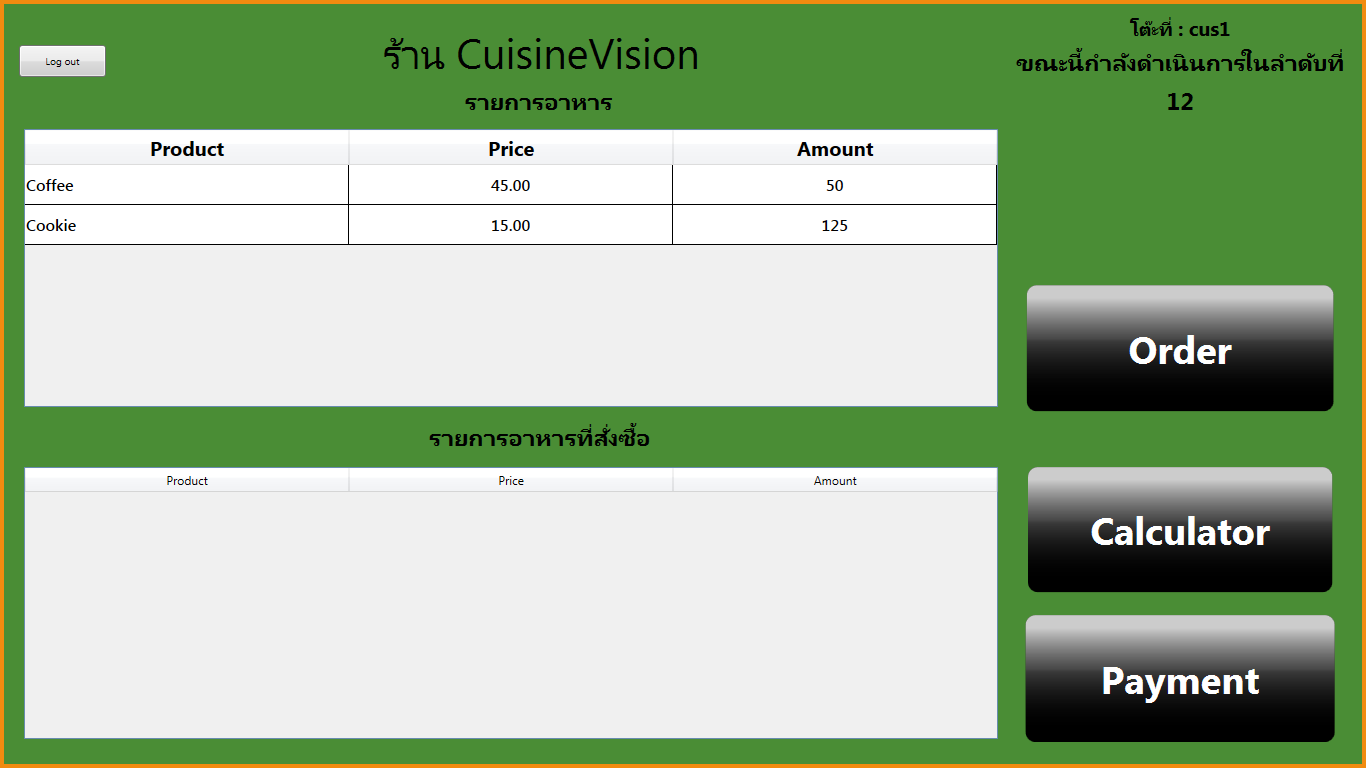 Log out
ร้าน CuisineVision
โต๊ะที่ : cus1
ขณะนี้กำลังดำเนินการในลำดับที่
12
รายการอาหาร
Product Price Amount
Coffee 45.00 50
Cookie 15.00 125
Order
รายการอาหารที่สั่งซื้อ
Product Price Amount
Calculator
Payment